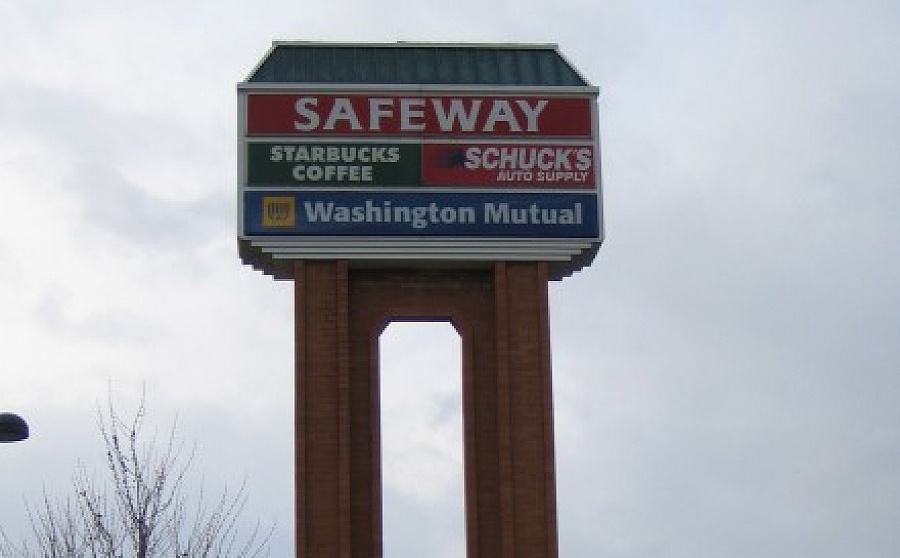 SAFEWAY
STARBUCKS
COFFEE
SCHUCK'S
AUTO SUPPLY
Washington Mutual